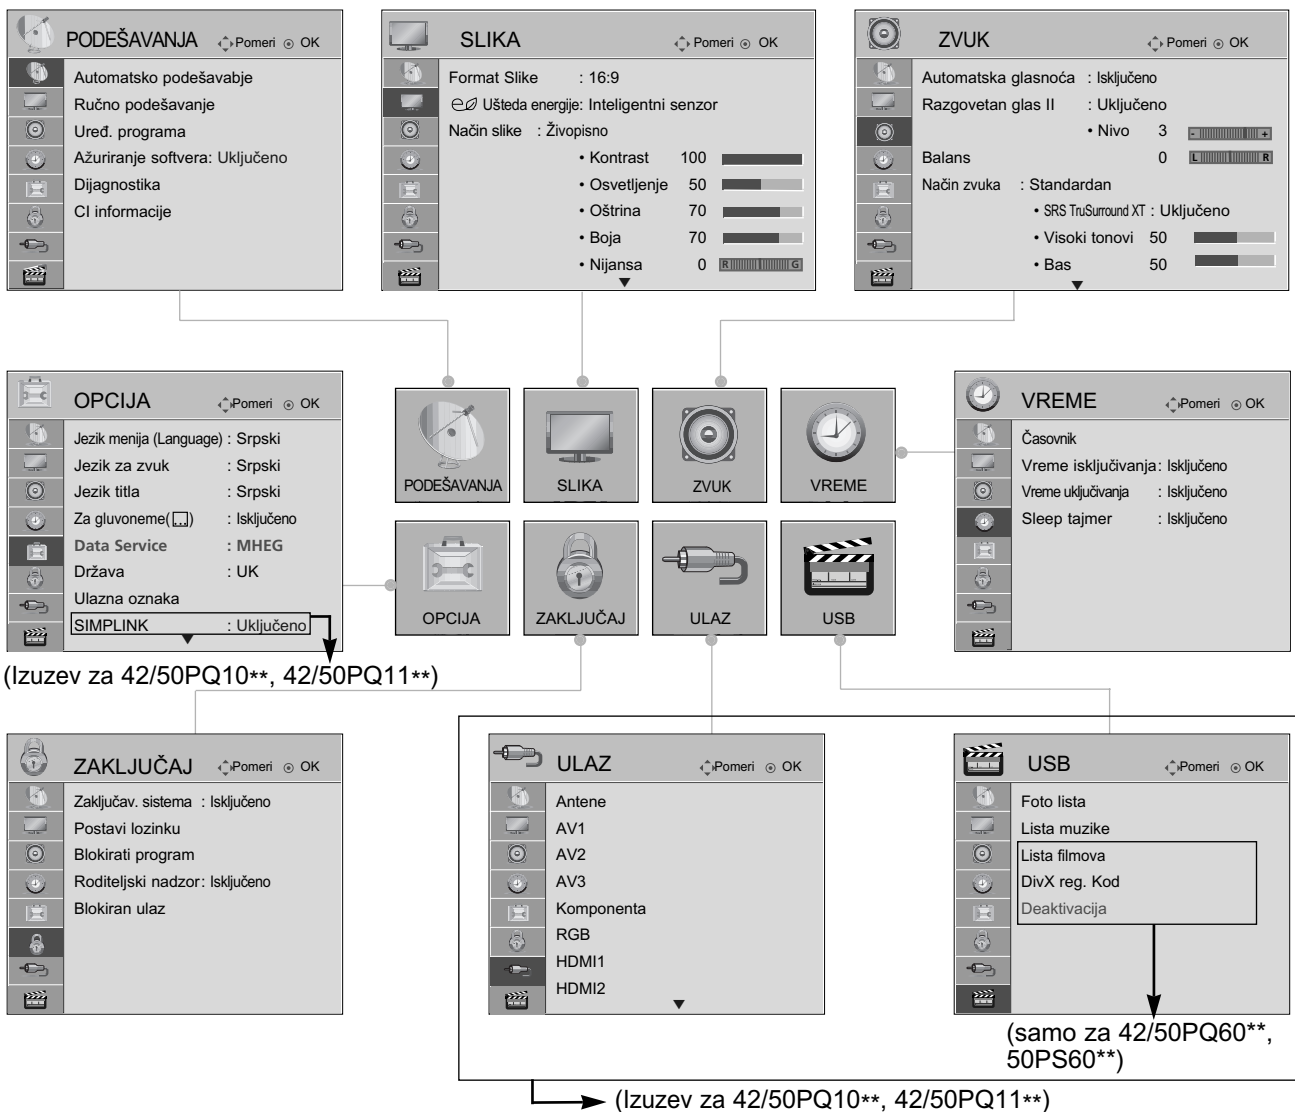 PODEŠAVANJA Pomeri OK
Automatsko podešavabje
Ručno podešavanje
Uređ. programa
Ažuriranje softvera: Uključeno
Dijagnostika
CI informacije
SLIKA Pomeri OK
Format Slike : 16:9
Ušteda energije: Inteligentni senzor
Način slike : Živopisno
• Kontrast 100
• Osvetljenje 50
• Oštrina 70
• Boja 70
• Nijansa 0 R G
ZVUK Pomeri OK
Automatska glasnoća : Isključeno
Razgovetan glas II : Uključeno
• Nivo 3 - +
Balans 0 L R
Način zvuka : Standardan
• SRS TruSurround XT : Uključeno
• Visoki tonovi 50
• Bas 50
OPCIJA Pomeri OK
Jezik menija (Language) : Srpski
Jezik za zvuk : Srpski
Jezik titla : Srpski
Za gluvoneme( ) : Isključeno
Data Service : MHEG
Država : UK
Ulazna oznaka
SIMPLINK : Uključeno
(Izuzev za 42/50PQ10**, 42/50PQ11**)
PODEŠAVANJA
SLIKA
ZVUK
VREME
OPCIJA
ZAKLJUČAJ
ULAZ
USB
VREME Pomeri OK
Časovnik
Vreme isključivanja: Isključeno
Vreme uključivanja : Isključeno
Sleep tajmer : Isključeno
ZAKLJUČAJ Pomeri OK
Zaključav. sistema : Isključeno
Postavi lozinku
Blokirati program
Roditeljski nadzor: Isključeno
Blokiran ulaz
ULAZ Pomeri OK
Antene
AV1
AV2
AV3
Komponenta
RGB
HDMI1
HDMI2
USB Pomeri OK
Foto lista
Lista muzike
Lista filmova
DivX reg. Kod
Deaktivacija
(samo za 42/50PQ60**,
50PS60**)
(Izuzev za 42/50PQ10**, 42/50PQ11**)